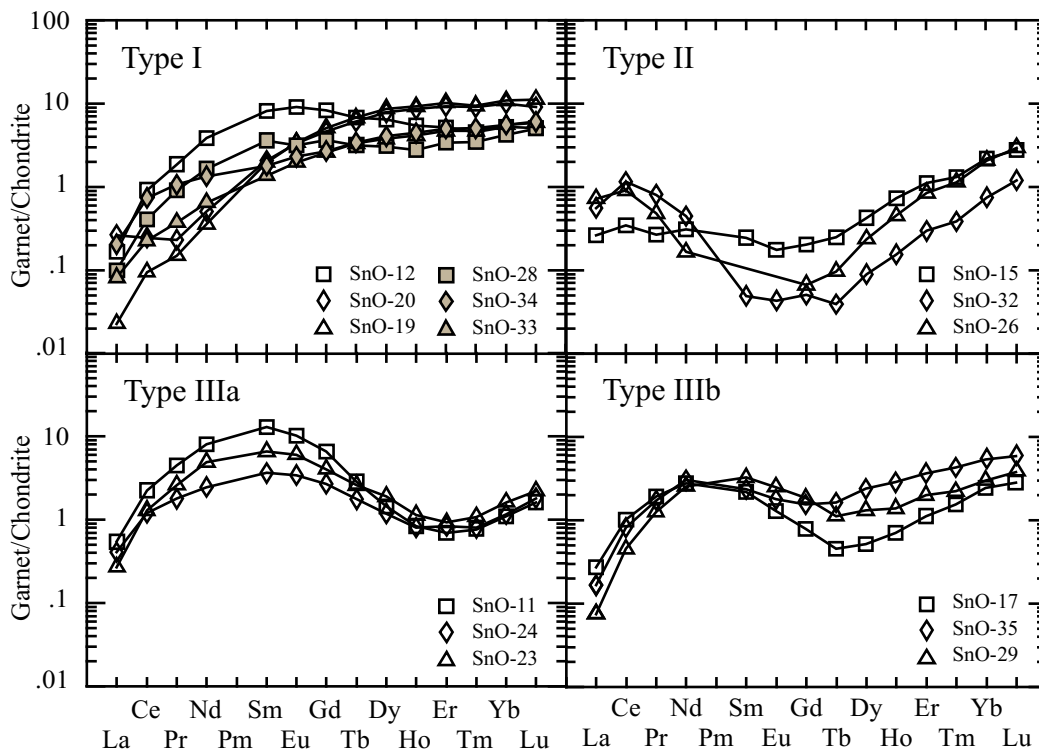 100
10
1
.1
.01
Garnet/Chondrite
Type I
SnO-12
SnO-20
SnO-19
SnO-28
SnO-34
SnO-33
Type II
SnO-15
SnO-32
SnO-26
10
1
.1
.01
Garnet/Chondrite
Type IIIa
SnO-11
SnO-24
SnO-23
Type IIIb
SnO-17
SnO-35
SnO-29
Ce Nd Sm Gd Dy Er Yb
La Pr Pm Eu Tb Ho Tm Lu
Ce Nd Sm Gd Dy Er Yb
La Pr Pm Eu Tb Ho Tm Lu